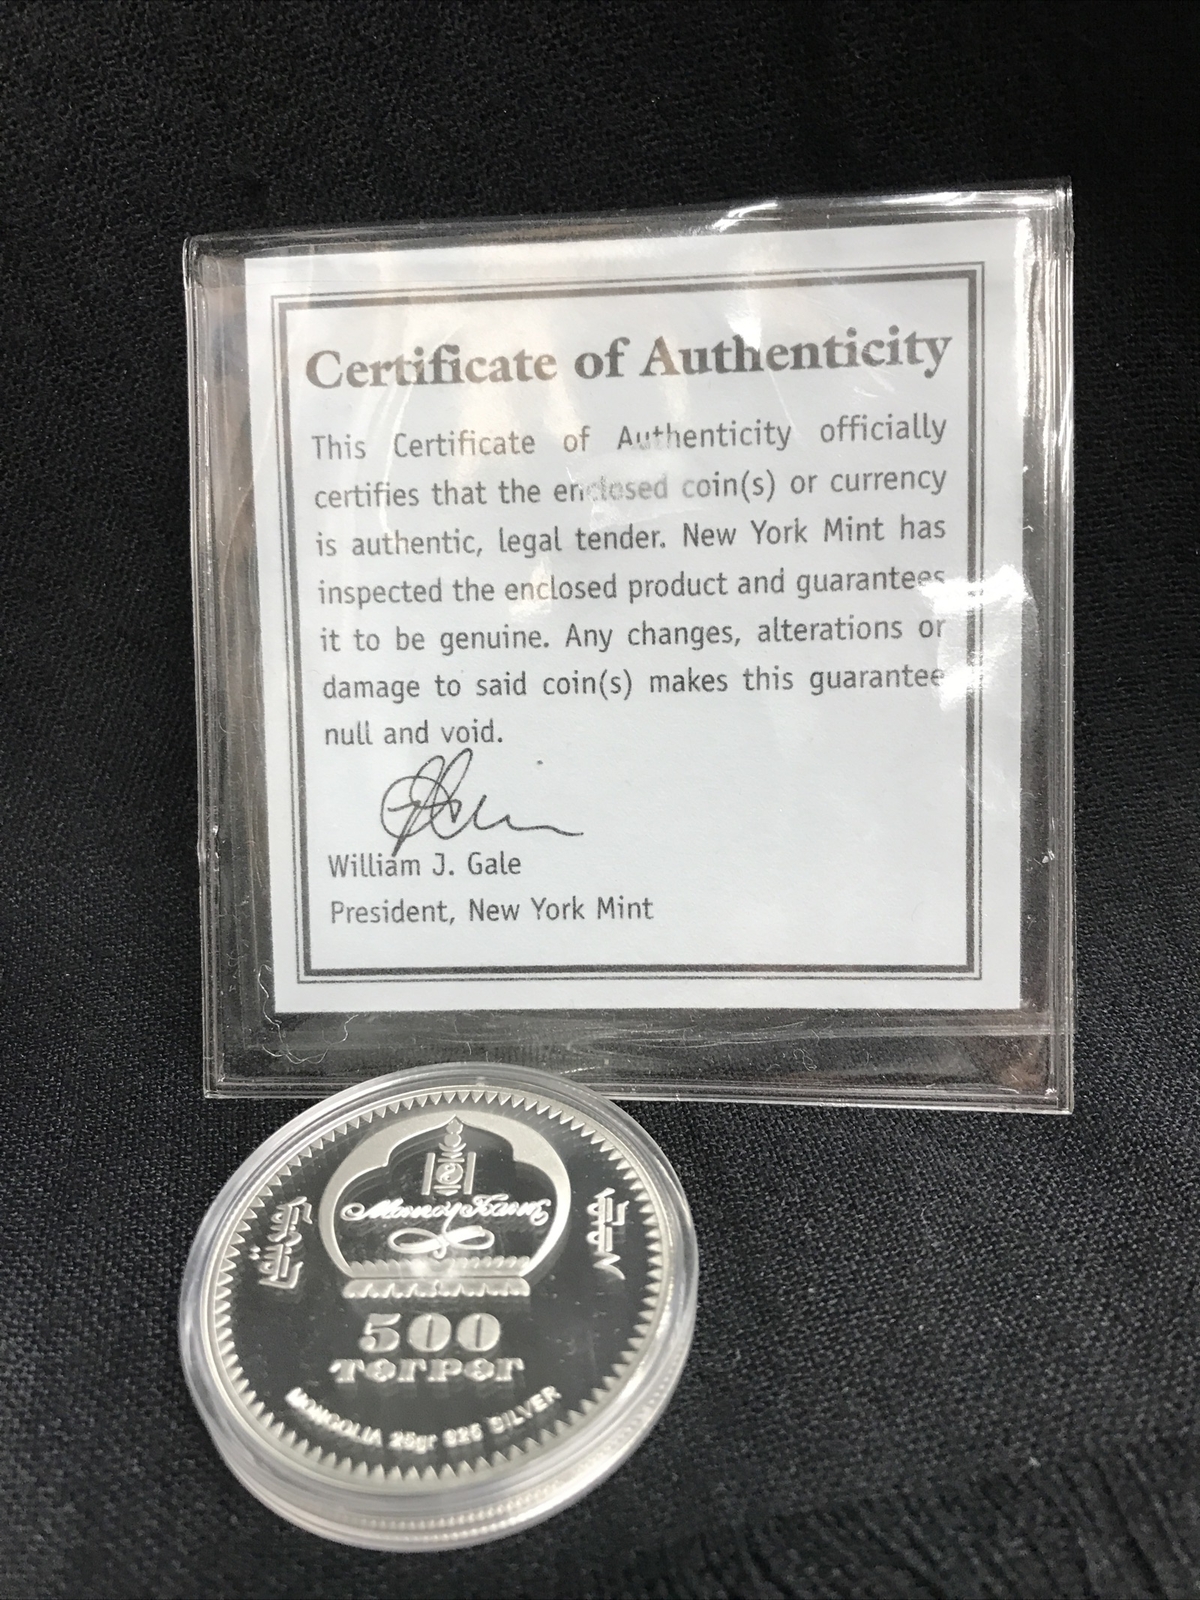 Certificate of Authenticity
This Certificate of Authenticity officially
certifies that the enclosed coin(s) or currency
is authentic, legal tender. New York Mint has
inspected the enclosed product and guarantees
it to be genuine. Any changes, alterations or
damage to said coin(s) makes this guarantee
null and void.
William J. Gale
President, New York Mint
500
ТӨГРӨГ
MONGOLIA 25gr 925 SILVER